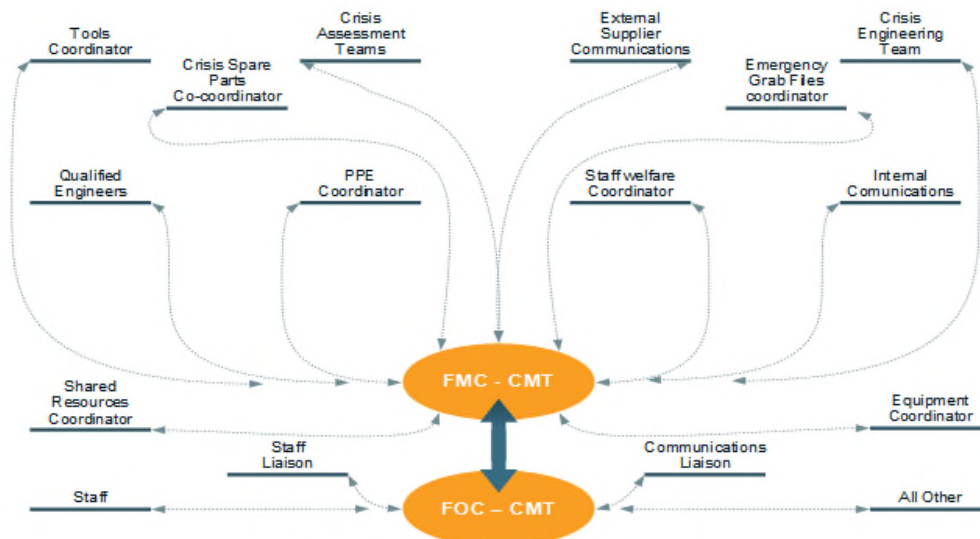 Tools
Coordinator
Crisis
Assessment
Teams
External
Supplier
Communications
Crisis
Engineering
Team
Crisis Spare
Parts
Co-coordinator
Emergency
Grab Files
coordinator
Qualified
Engineers
PPE
Coordinator
Staff welfare
Coordinator
Internal
Comunications
FMC - CMT
Shared
Resources
Coordinator
Equipment
Coordinator
Staff
Liaison
Communications
Liaison
Staff
FOC – CMT
All Other